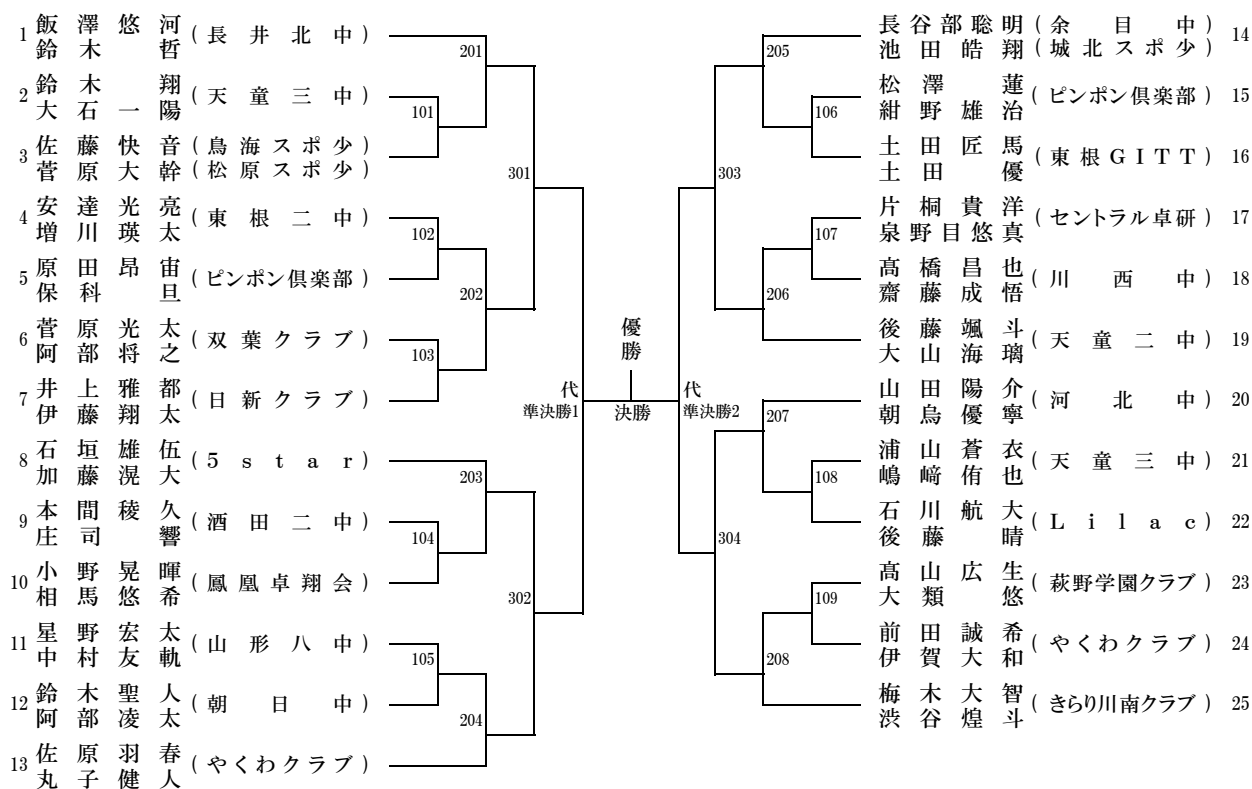 1 飯澤悠河 (長井北中)
鈴木哲
2 鈴木翔 (天童三中)
大石一陽
3 佐藤快音 (鳥海スポ少)
菅原大幹 (松原スポ少)
4 安達光亮 (東根二中)
増川瑛太
5 原田昂宙 (ピンポン倶楽部)
保科旦
6 菅原光太 (双葉クラブ)
阿部将之
7 井上雅都 (日新クラブ)
伊藤翔太
8 石垣雄伍 (5star)
加藤滉大
9 本間稜久 (酒田二中)
庄司響
10 小野晃暉 (鳳凰卓翔会)
相馬悠希
11 星野宏太 (山形八中)
中村友軌
12 鈴木聖人 (朝日中)
阿部凌太
13 佐原羽春 (やくわクラブ)
丸子健人
201
101
301
102
202
103
203
104
302
105
204
代
準決勝1
優勝
決勝
代
準決勝2
205
106
303
107
206
207
108
304
109
208
長谷部聡明 (余目中) 14
池田皓翔 (城北スポ少)
松澤蓮 (ピンポン倶楽部) 15
紺野雄治
土田匠馬 (東根GITT) 16
土田優
片桐貴洋 (セントラル卓研) 17
泉野目悠真
髙橋昌也 (川西中) 18
齋藤成悟
後藤颯斗 (天童二中) 19
大山海璃
山田陽介 (河北中) 20
朝烏優寧
浦山蒼衣 (天童三中) 21
嶋﨑侑也
石川航大 (Lilac) 22
後藤晴
髙山広生 (萩野学園クラブ) 23
大類悠
前田誠希 (やくわクラブ) 24
伊賀大和
梅木大智 (きらり川南クラブ) 25
渋谷煌斗